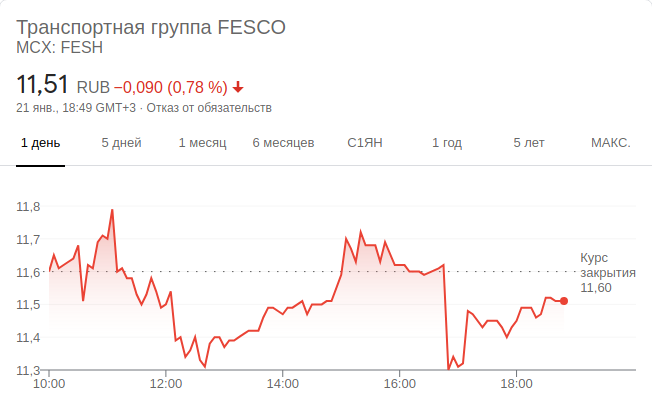 Транспортная группа FESCO
MCX: FESH
11,51 RUB −0,090 (0,78 %)
21 янв., 18:49 GMT+3 · Отказ от обязательств
1 день 5 дней 1 месяц 6 месяцев С1ЯН 1 год 5 лет МАКС.
11,8
11,7
11,6
11,5
11,4
11,3
Курс
закрытия
11,60
10:00 12:00 14:00 16:00 18:00